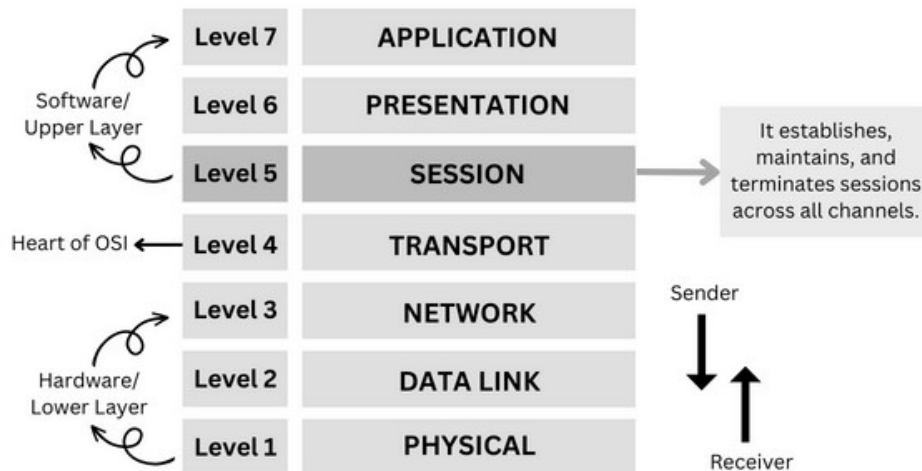 Level 7 APPLICATION
Software/
Upper Layer
Level 6 PRESENTATION
Level 5 SESSION
It establishes,
maintains, and
terminates sessions
across all channels.
Heart of OSI
Level 4 TRANSPORT
Level 3 NETWORK
Hardware/
Lower Layer
Level 2 DATA LINK
Level 1 PHYSICAL
Sender
Receiver